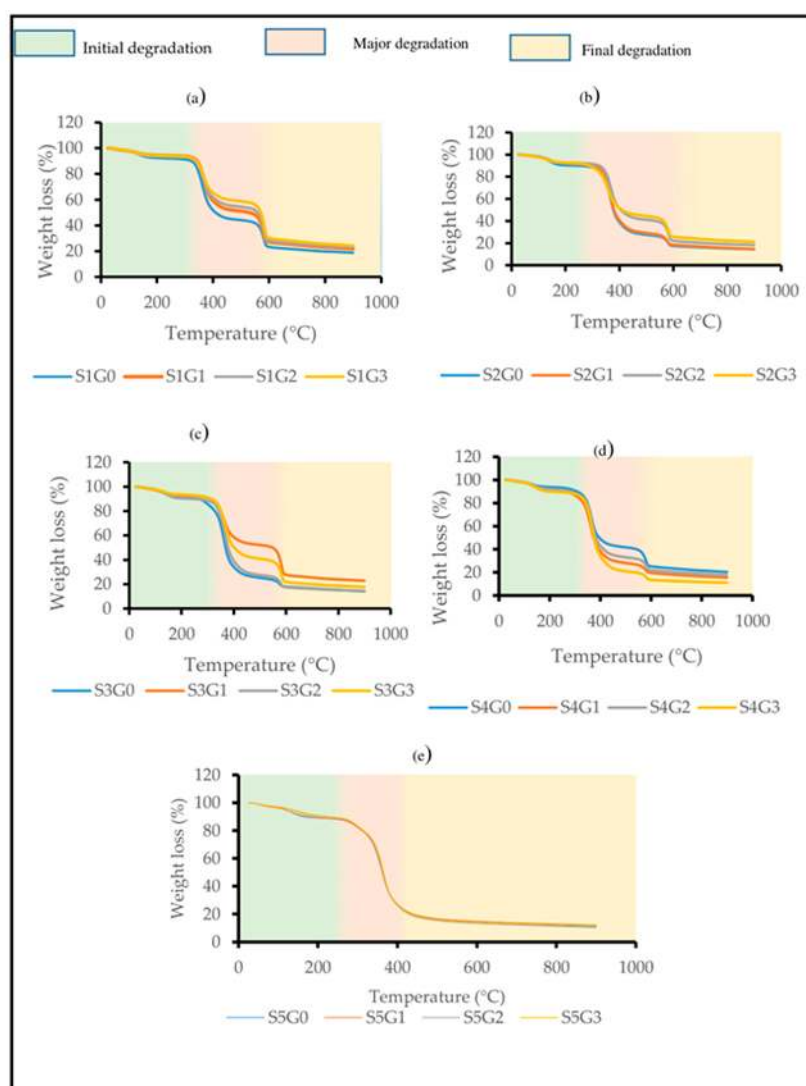 Initial degradation
Major degradation
Final degradation
(a)
120
100
80
60
40
20
0
Weight loss (%)
0 200 400 600 800 1000
Temperature (°C)
S1G0 S1G1 S1G2 S1G3
(b)
120
100
80
60
40
20
0
Weight loss (%)
0 200 400 600 800 1000
Temperature (°C)
S2G0 S2G1 S2G2 S2G3
(c)
120
100
80
60
40
20
0
Weight loss (%)
0 200 400 600 800 1000
Temperature (°C)
S3G0 S3G1 S3G2 S3G3
(d)
120
100
80
60
40
20
0
Weight loss (%)
0 200 400 600 800 1000
Temperature (°C)
S4G0 S4G1 S4G2 S4G3
(e)
120
100
80
60
40
20
0
Weight loss (%)
0 200 400 600 800 1000
Temperature (°C)
S5G0 S5G1 S5G2 S5G3